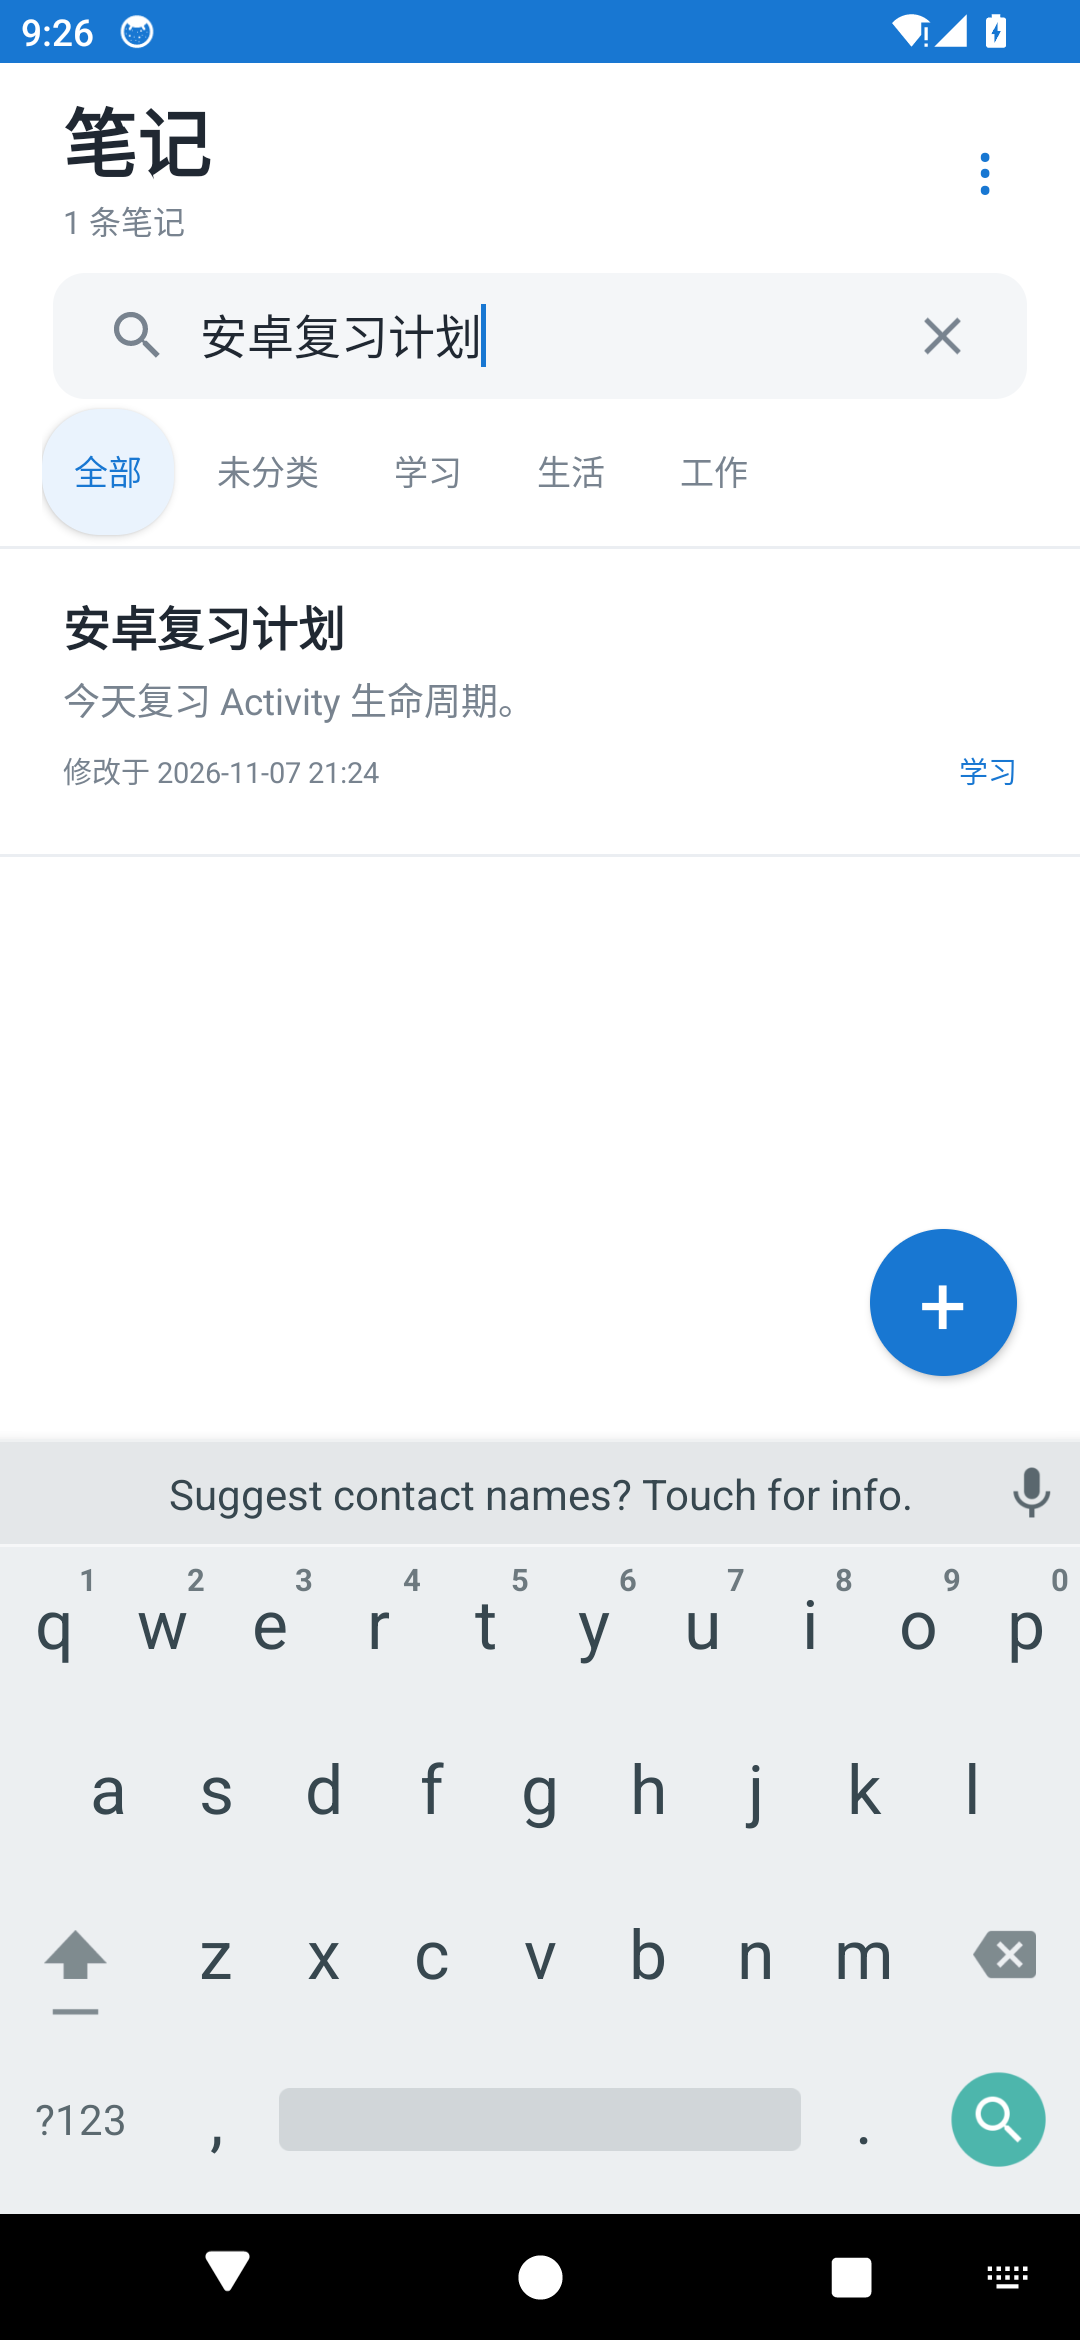 9:26
笔记
1 条笔记
安卓复习计划
全部 未分类 学习 生活 工作
安卓复习计划
今天复习 Activity 生命周期。
修改于 2026-11-07 21:24 学习
+
Suggest contact names? Touch for info.
1 2 3 4 5 6 7 8 9 0
q w e r t y u i o p
a s d f g h j k l
z x c v b n m
?123 , .